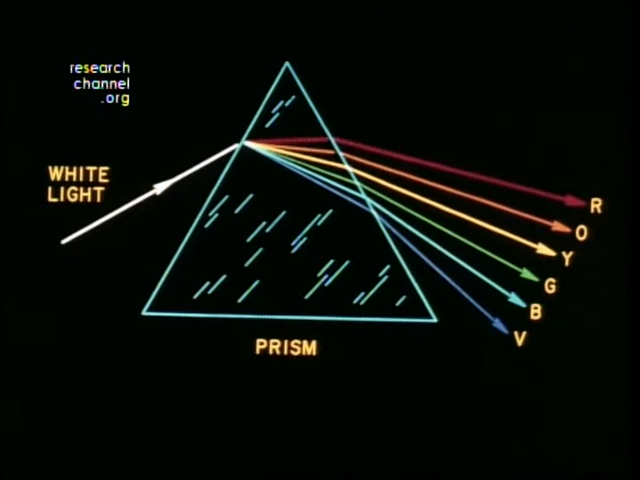 research
channel
.org
WHITE
LIGHT
R
O
Y
G
B
V
PRISM